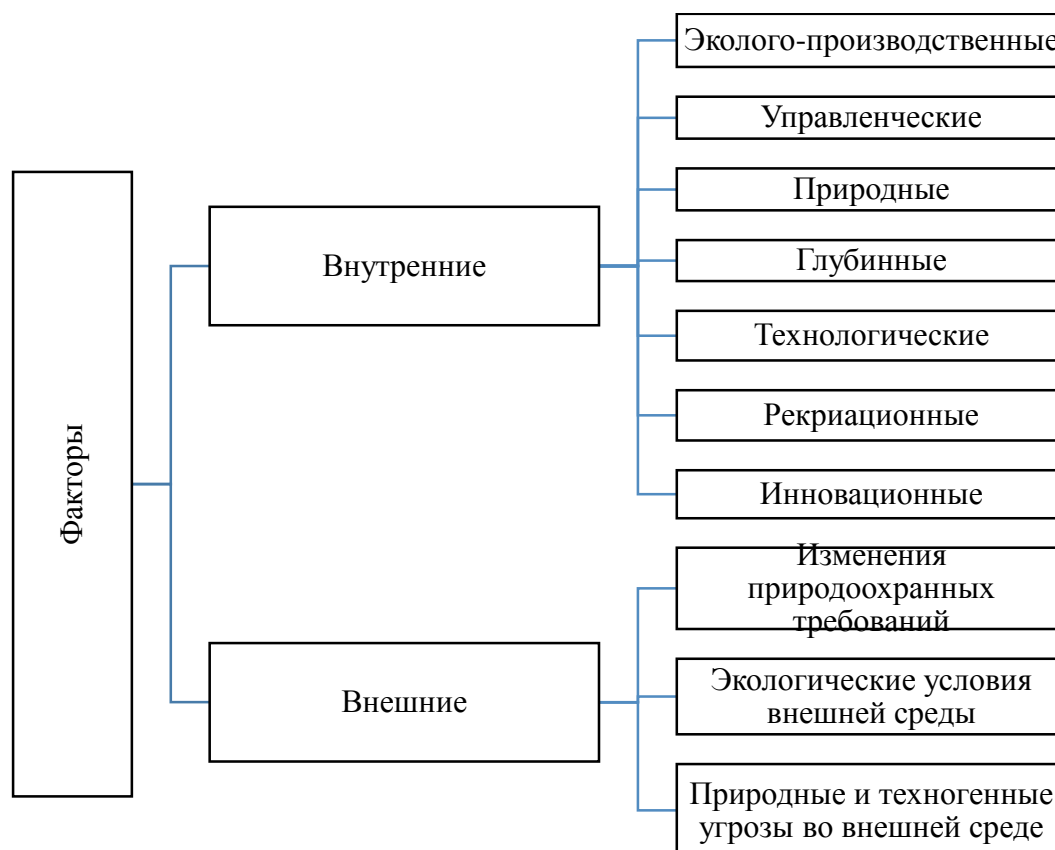 Факторы
Внутренние
Эколого-производственные
Управленческие
Природные
Глубинные
Технологические
Рекриационные
Инновационные
Внешние
Изменения
природоохранных
требований
Экологические условия
внешней среды
Природные и техногенные
угрозы во внешней среде